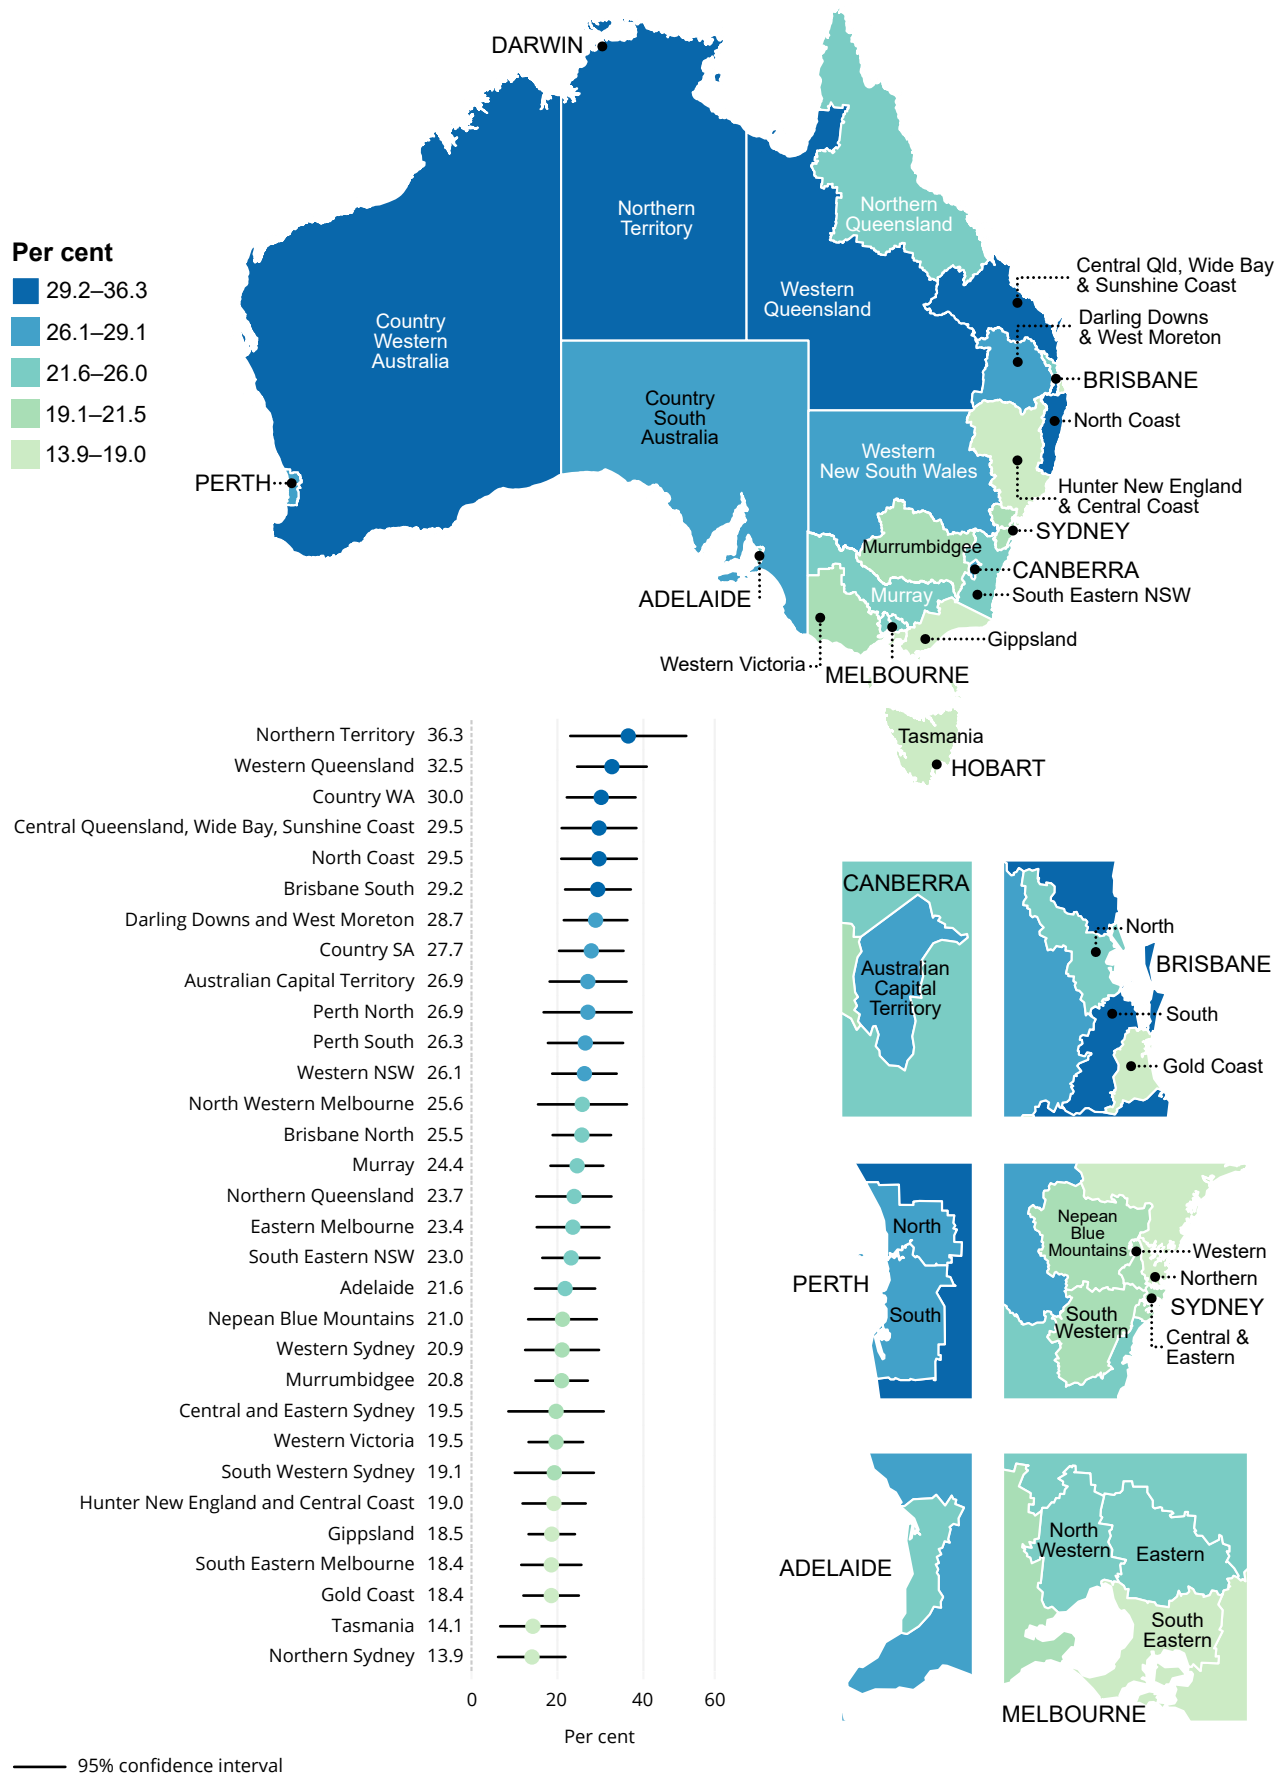 DARWIN
Northern
Territory
Northern
Queensland
Per cent
29.2–36.3
26.1–29.1
21.6–26.0
19.1–21.5
13.9–19.0
Country
Western
Australia
Western
Queensland
Central Qld, Wide Bay
& Sunshine Coast
Darling Downs
& West Moreton
BRISBANE
North Coast
Country
South
Australia
Western
New South Wales
PERTH
Hunter New England
& Central Coast
SYDNEY
Murrumbidgee
CANBERRA
ADELAIDE
Murray
South Eastern NSW
Gippsland
Western Victoria
MELBOURNE
Tasmania
HOBART
Northern Territory 36.3
Western Queensland 32.5
Country WA 30.0
Central Queensland, Wide Bay, Sunshine Coast 29.5
North Coast 29.5
Brisbane South 29.2
Darling Downs and West Moreton 28.7
Country SA 27.7
Australian Capital Territory 26.9
Perth North 26.9
Perth South 26.3
Western NSW 26.1
North Western Melbourne 25.6
Brisbane North 25.5
Murray 24.4
Northern Queensland 23.7
Eastern Melbourne 23.4
South Eastern NSW 23.0
Adelaide 21.6
Nepean Blue Mountains 21.0
Western Sydney 20.9
Murrumbidgee 20.8
Central and Eastern Sydney 19.5
Western Victoria 19.5
South Western Sydney 19.1
Hunter New England and Central Coast 19.0
Gippsland 18.5
South Eastern Melbourne 18.4
Gold Coast 18.4
Tasmania 14.1
Northern Sydney 13.9
0 20 40 60
Per cent
95% confidence interval
CANBERRA
Australian
Capital
Territory
North
BRISBANE
South
Gold Coast
North
PERTH
South
Nepean
Blue
Mountains
Western
Northern
SYDNEY
South
Western
Central &
Eastern
ADELAIDE
North
Western
Eastern
South
Eastern
MELBOURNE